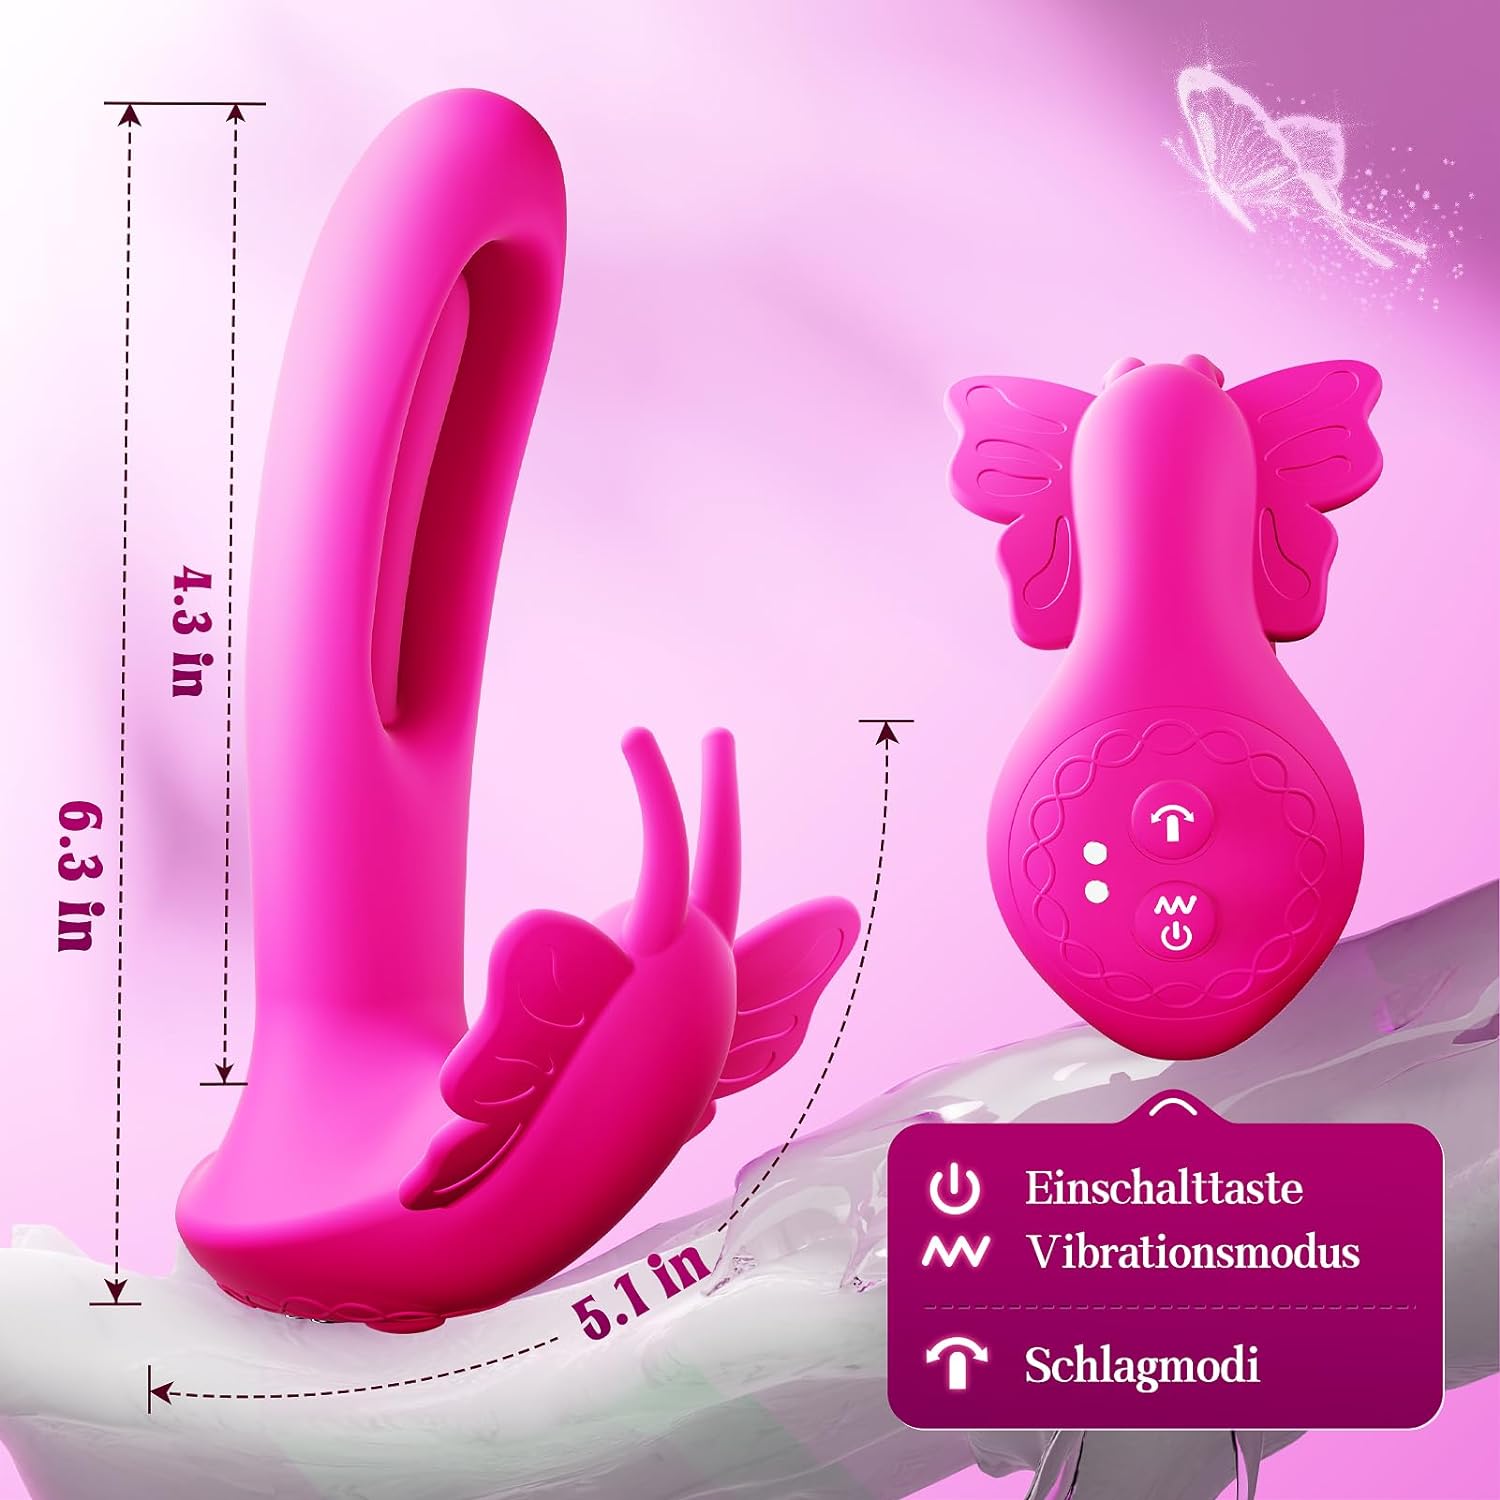 4.3 in
6.3 in
5.1 in
Einschalttaste
Vibrationsmodus
Schlagmodi